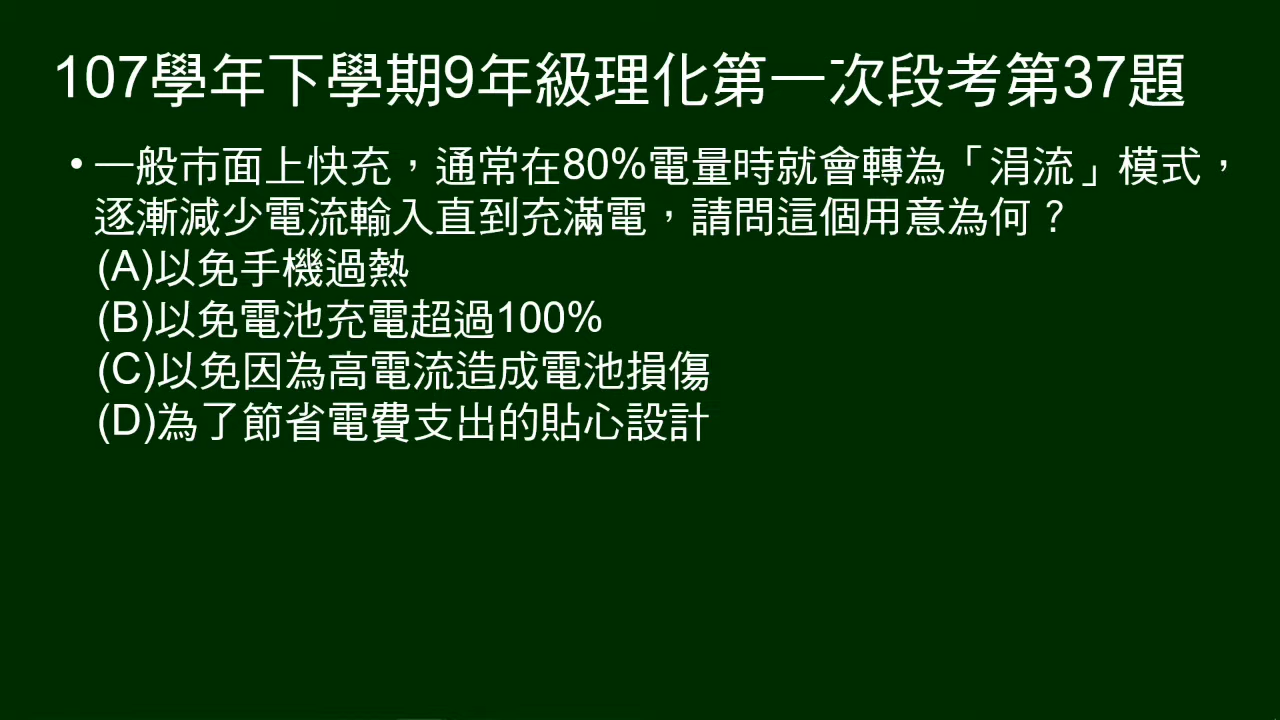 107學年下學期9年級理化第一次段考第37題
• 一般市面上快充，通常在80%電量時就會轉為「涓流」模式，
逐漸減少電流輸入直到充滿電，請問這個用意為何？
(A)以免手機過熱
(B)以免電池充電超過100%
(C)以免因為高電流造成電池損傷
(D)為了節省電費支出的貼心設計